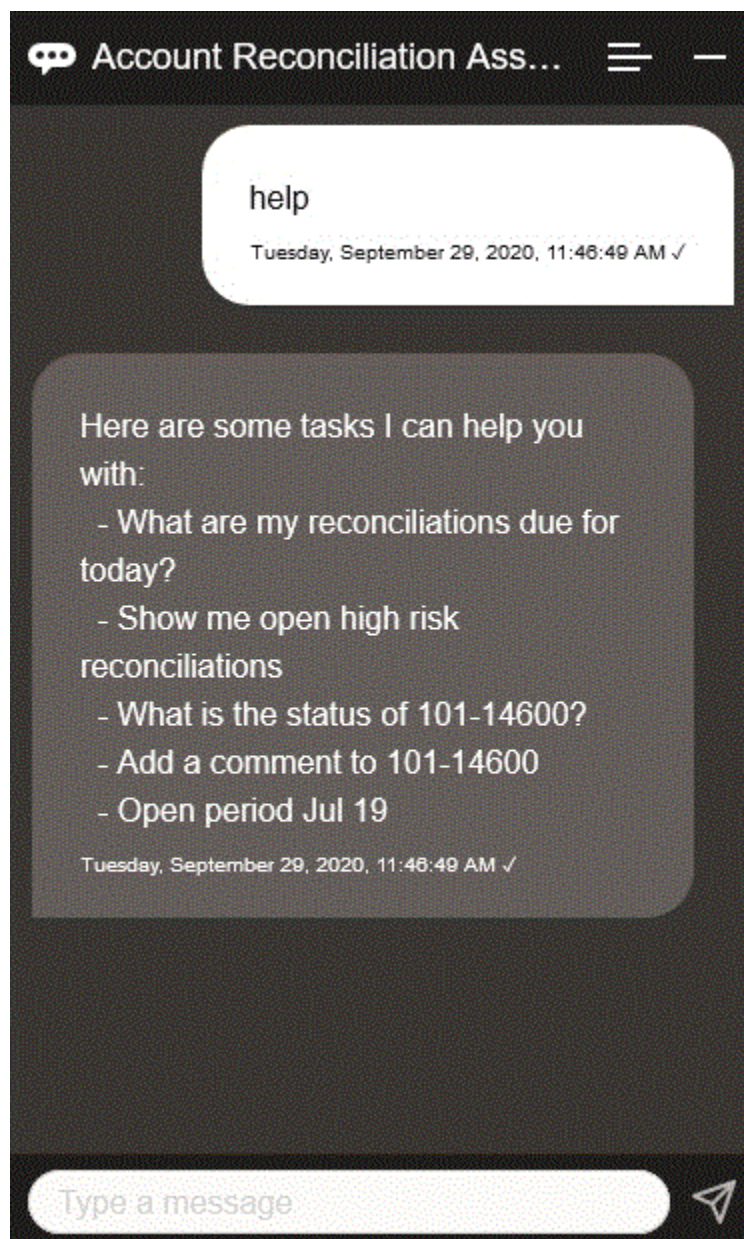 Account Reconciliation Ass...
help
Tuesday, September 29, 2020, 11:46:49 AM ✓
Here are some tasks I can help you
with:
- What are my reconciliations due for
today?
- Show me open high risk
reconciliations
- What is the status of 101-14600?
- Add a comment to 101-14600
- Open period Jul 19
Tuesday, September 29, 2020, 11:46:49 AM ✓
Type a message